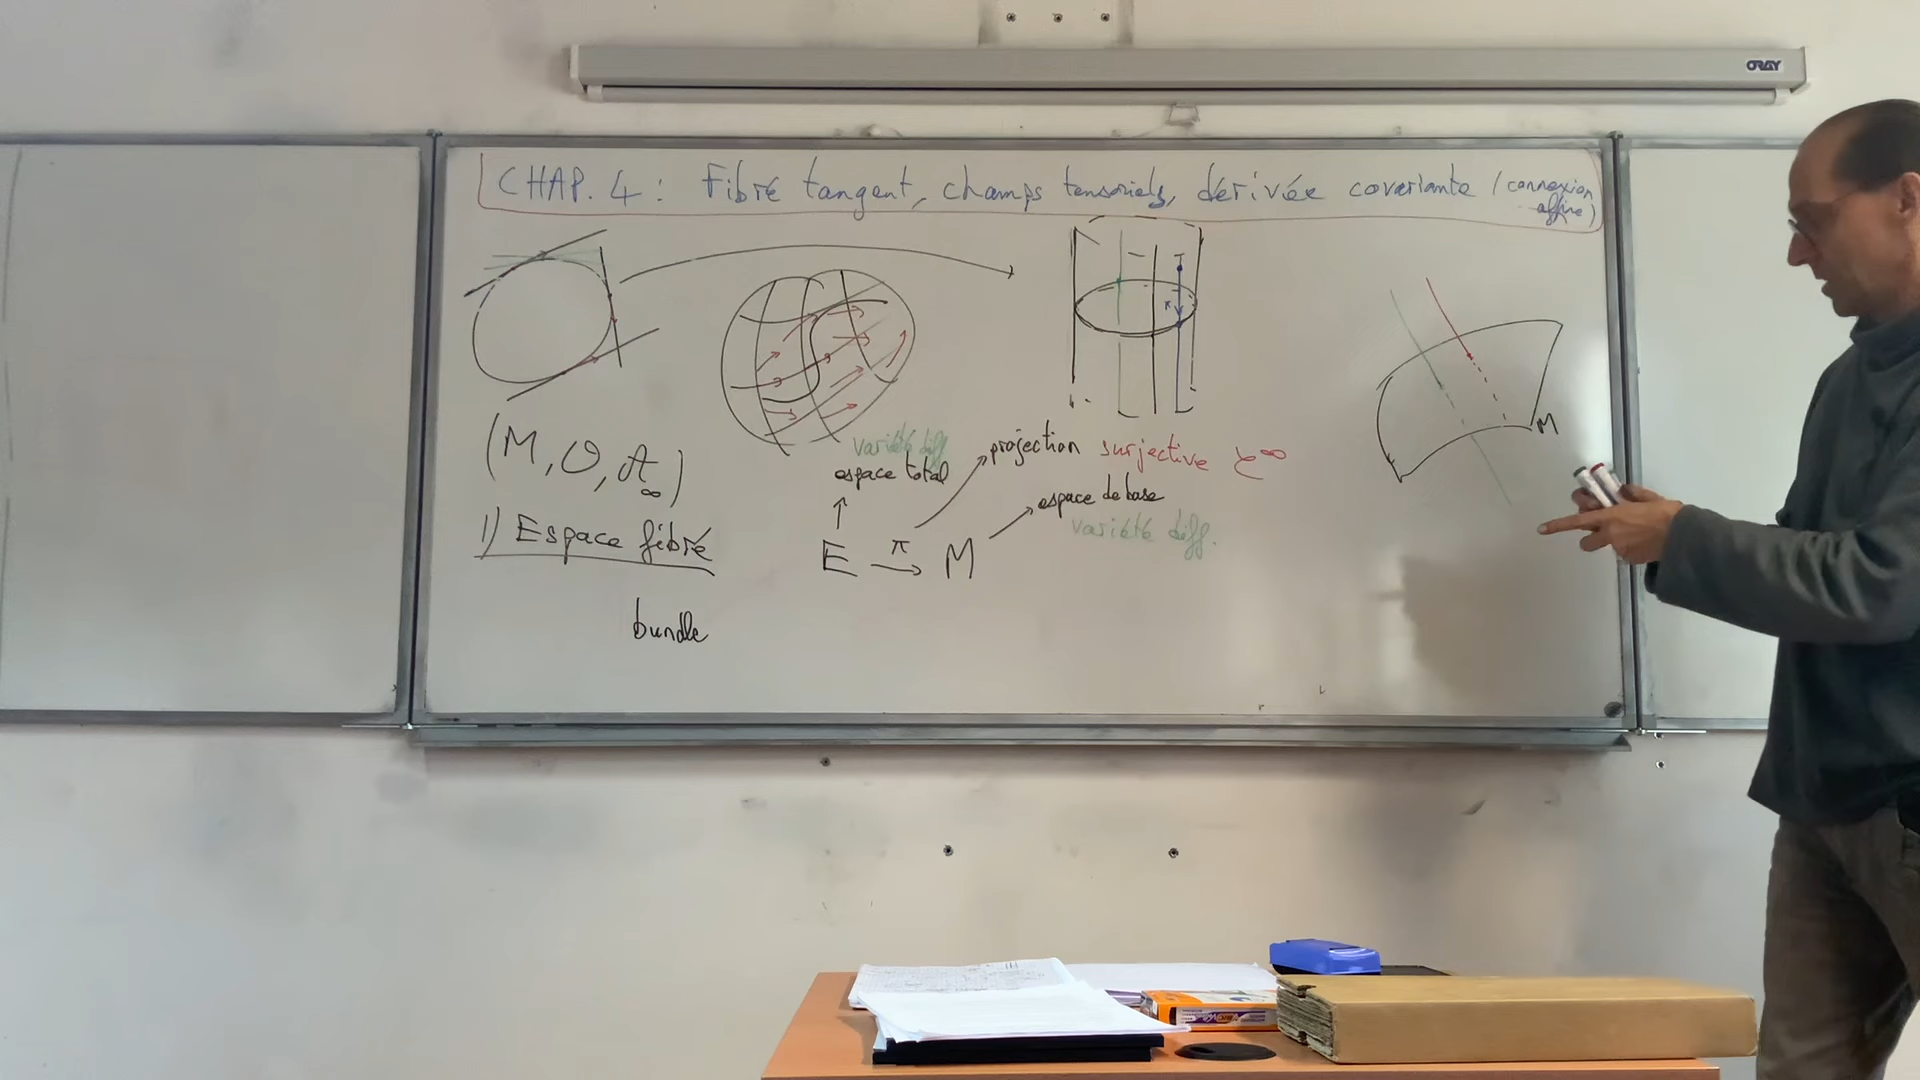 ORAY
CHAP. 4 : Fibré tangent, champs tensoriels, dérivée covariante (connexion
affine)
(M, O, A∞)
variété diff
espace total
projection surjective C∞
espace de base
variété diff.
1) Espace fibré
E π→ M
bundle
π
M